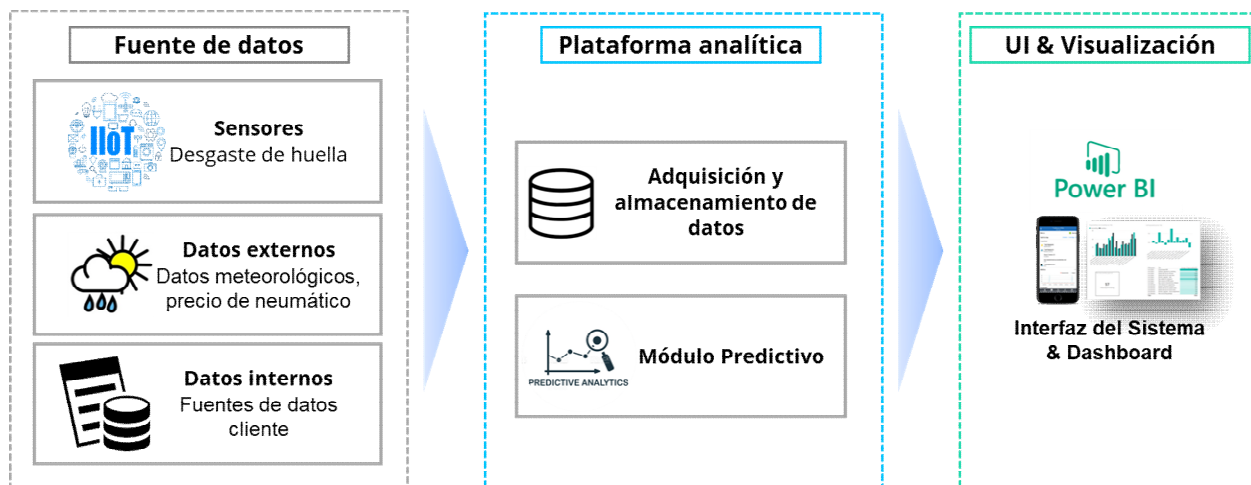 Fuente de datos
IIoT
Sensores
Desgaste de huella
Datos externos
Datos meteorológicos,
precio de neumático
Datos internos
Fuentes de datos
cliente
Plataforma analítica
Adquisición y
almacenamiento de
datos
PREDICTIVE ANALYTICS
Módulo Predictivo
UI & Visualización
Power BI
Interfaz del Sistema
& Dashboard